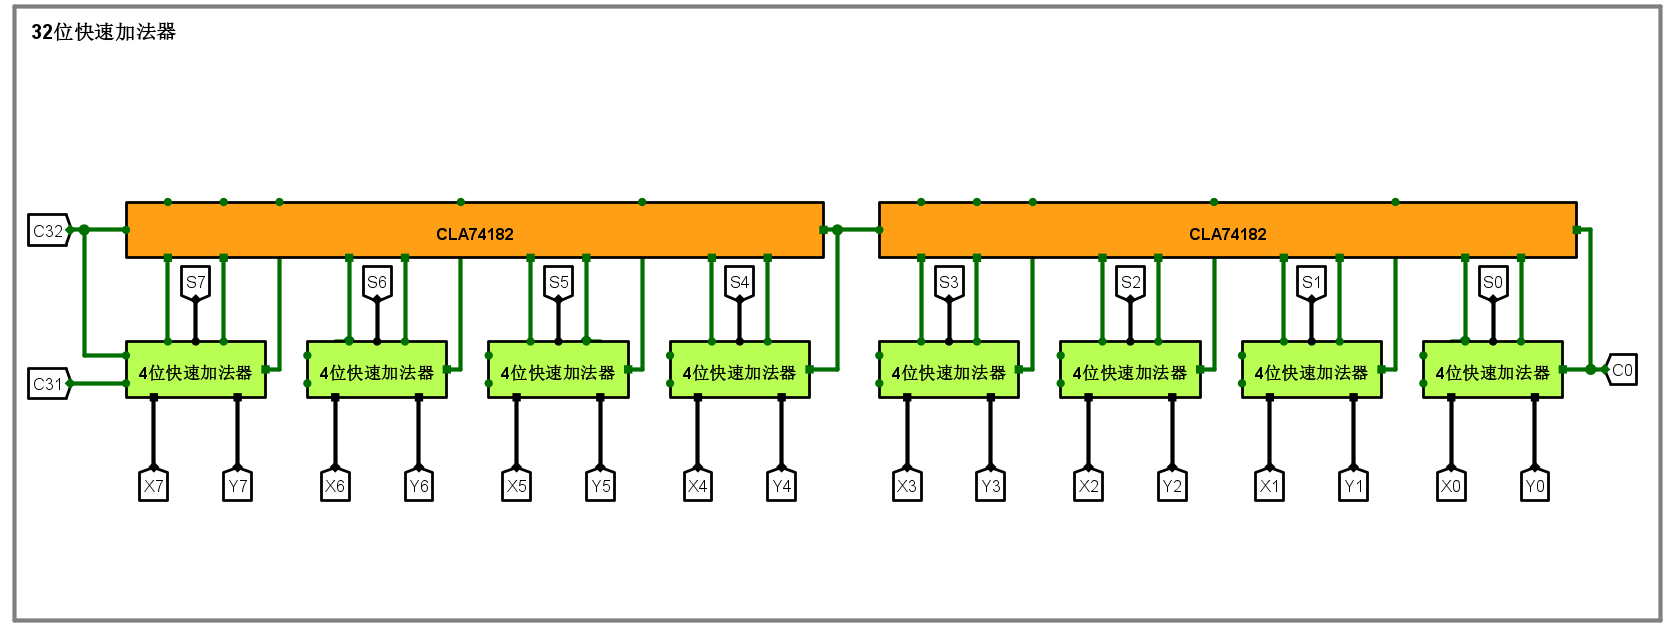 32位快速加法器
C32
CLA74182
CLA74182
S7
S6
S5
S4
S3
S2
S1
S0
C31
4位快速加法器
4位快速加法器
4位快速加法器
4位快速加法器
4位快速加法器
4位快速加法器
4位快速加法器
4位快速加法器
C0
X7
Y7
X6
Y6
X5
Y5
X4
Y4
X3
Y3
X2
Y2
X1
Y1
X0
Y0